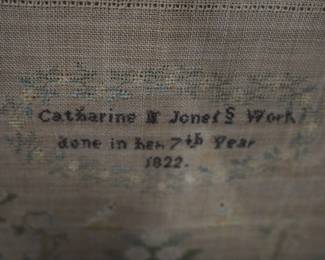 Catharine N Jones's Work
done in her 7th Year
1822.